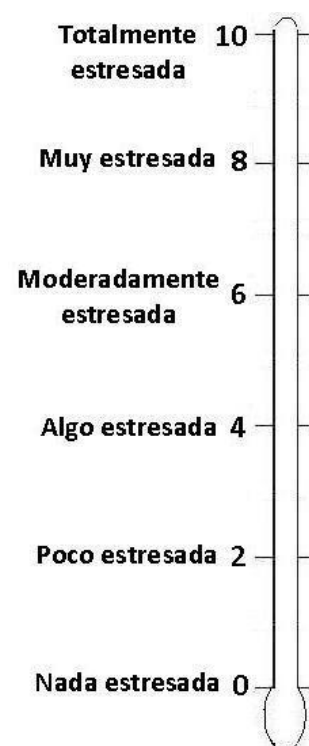 Totalmente 10
estresada
Muy estresada 8
Moderadamente
estresada 6
Algo estresada 4
Poco estresada 2
Nada estresada 0